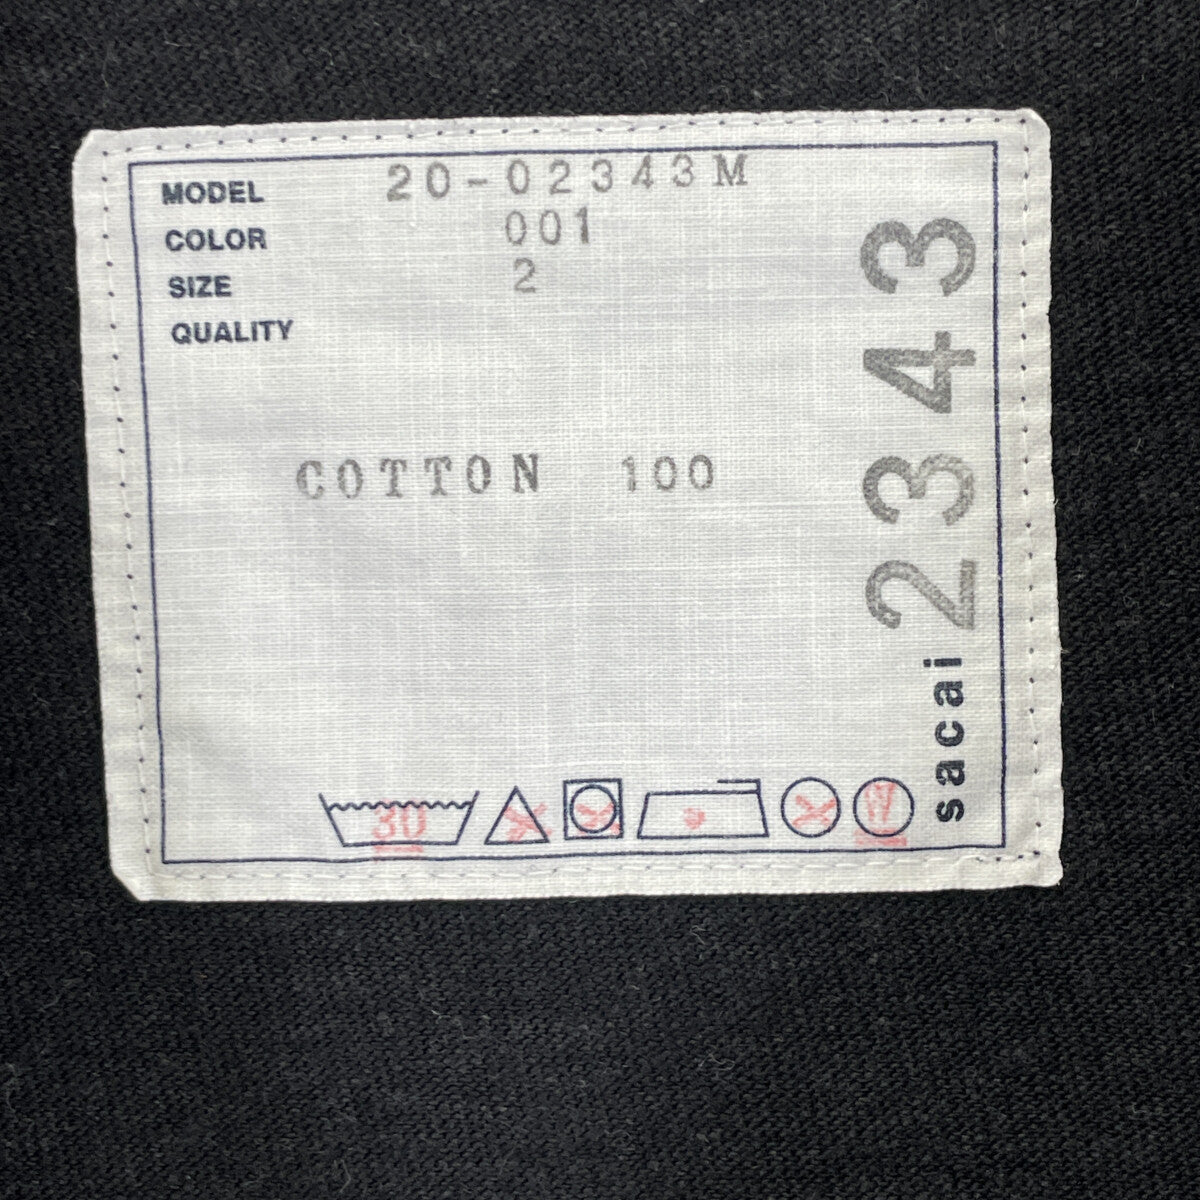 MODEL 20-02343M
COLOR 001
SIZE 2
QUALITY
COTTON 100
30
W
sacai 2343